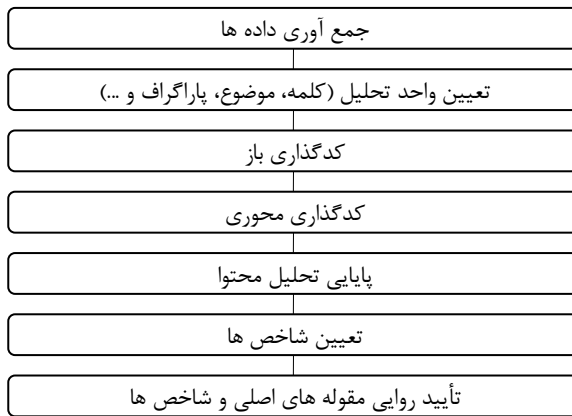 جمع آوری داده ها
تعیین واحد تحلیل (کلمه، موضوع، پاراگراف و ...)
کدگذاری باز
کدگذاری محوری
پایایی تحلیل محتوا
تعیین شاخص ها
تأیید روایی مقوله های اصلی و شاخص ها